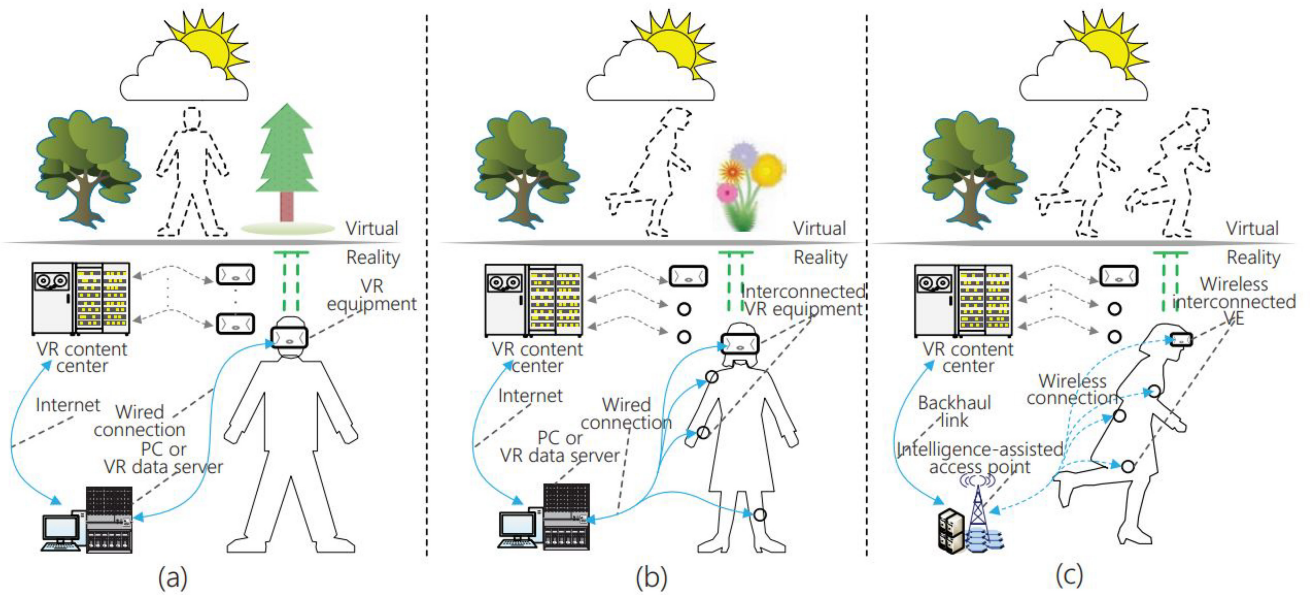 Virtual
Reality
VR
equipment
VR content
center
Internet
Wired
connection
PC or
VR data server
(a)
Virtual
Reality
Interconnected
VR equipment
VR content
center
Internet
Wired
connection
PC or
VR data server
(b)
Virtual
Reality
Wireless
interconnected
VE
VR content
center
Wireless
connection
Backhaul
link
Intelligence-assisted
access point
(c)